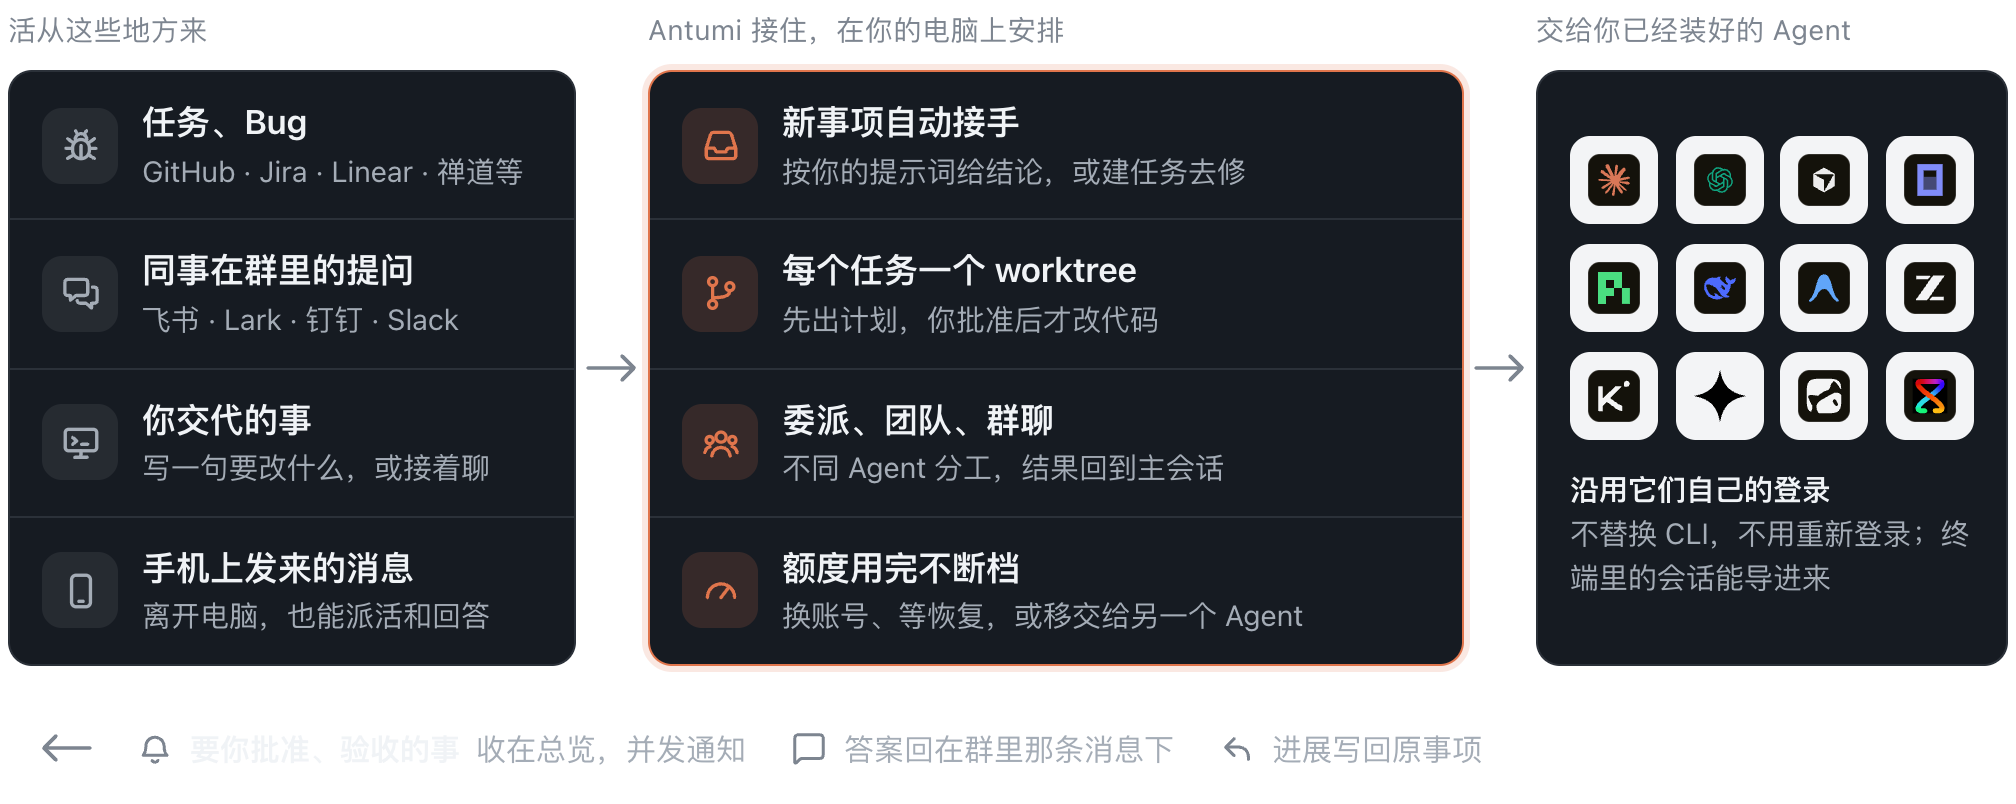 活从这些地方来
任务、Bug
GitHub · Jira · Linear · 禅道等
同事在群里的提问
飞书 · Lark · 钉钉 · Slack
你交代的事
写一句要改什么，或接着聊
手机上发来的消息
离开电脑，也能派活和回答
Antumi 接住，在你的电脑上安排
新事项自动接手
按你的提示词给结论，或建任务去修
每个任务一个 worktree
先出计划，你批准后才改代码
委派、团队、群聊
不同 Agent 分工，结果回到主会话
额度用完不断档
换账号、等恢复，或移交给另一个 Agent
交给你已经装好的 Agent
沿用它们自己的登录
不替换 CLI，不用重新登录；终
端里的会话能导进来
要你批准、验收的事 收在总览，并发通知
答案回在群里那条消息下
进展写回原事项